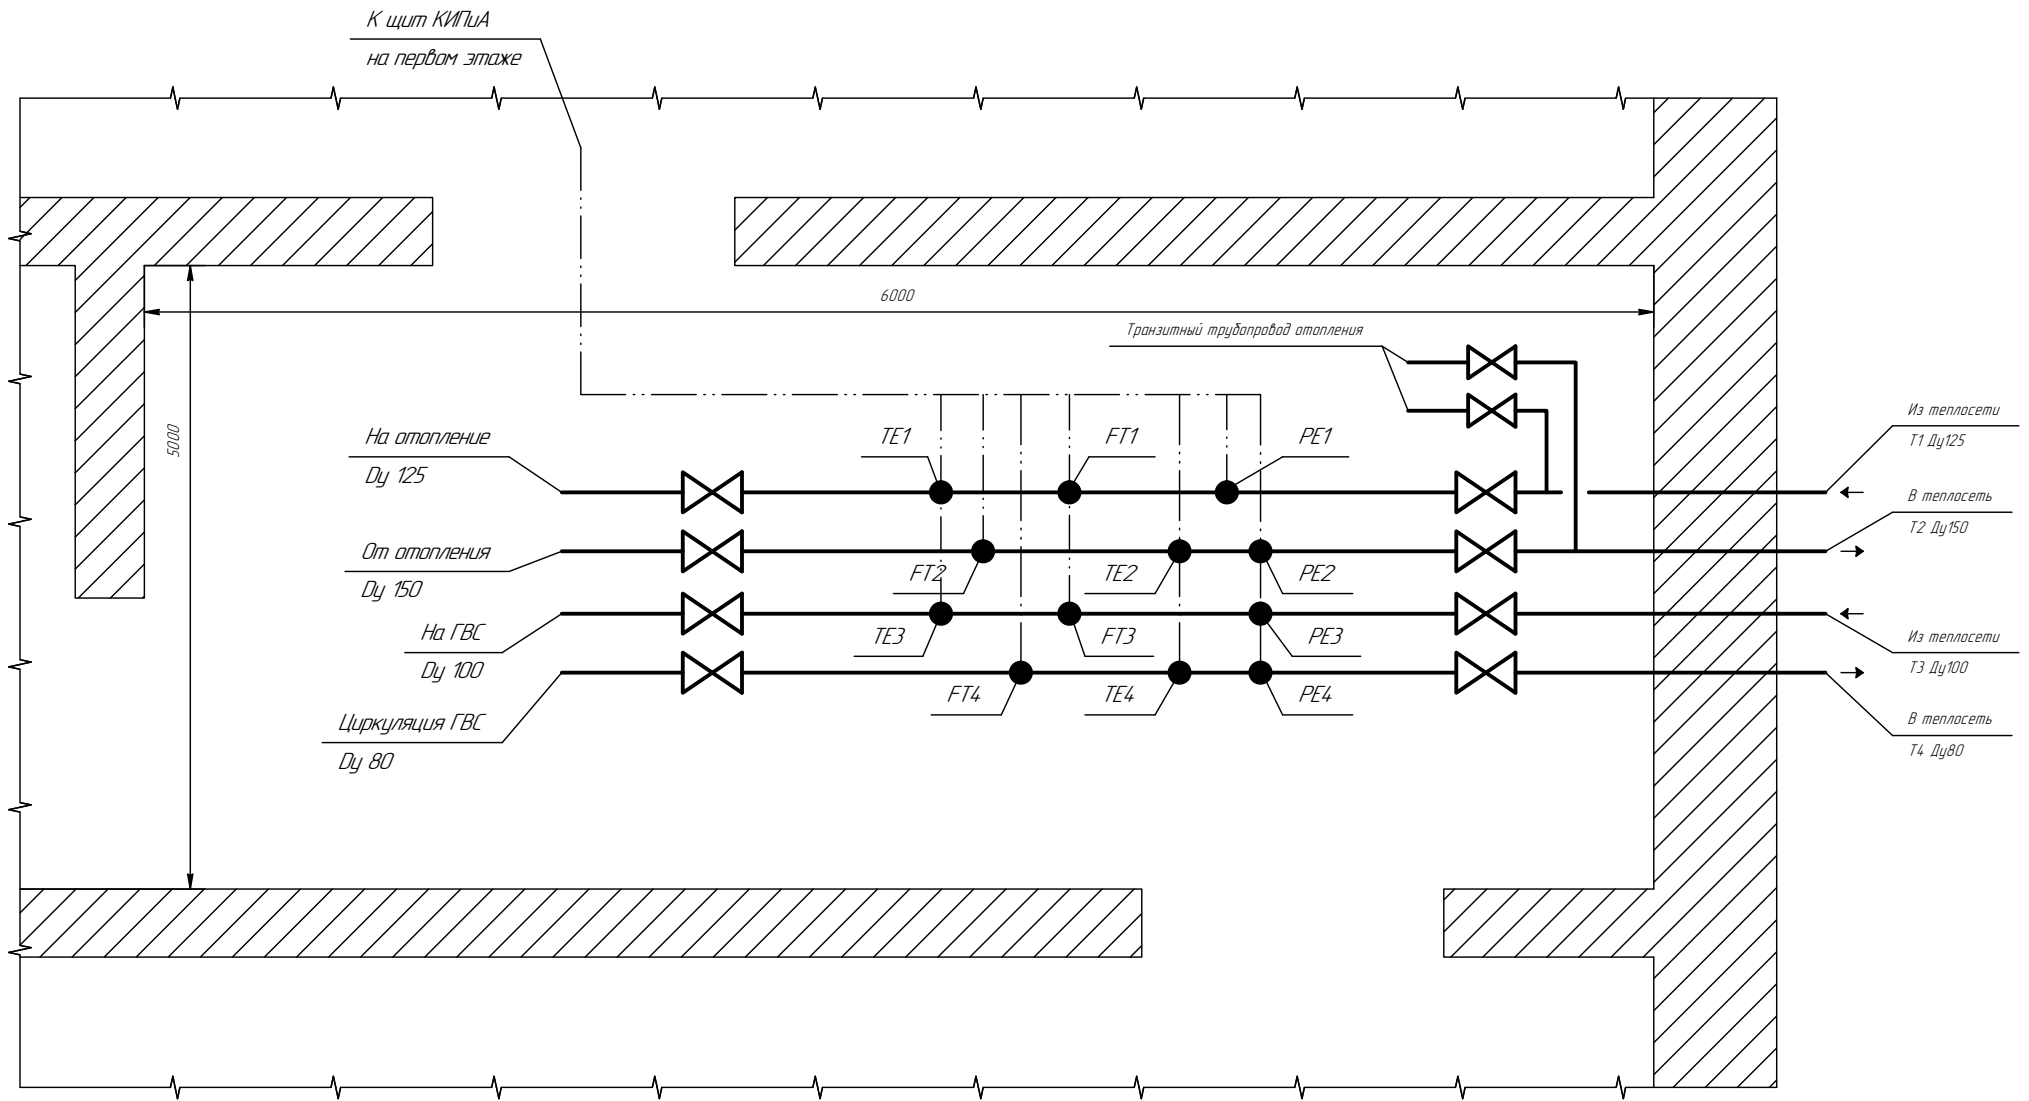 К щит КИПиА
на первом этаже
6000
Транзитный трубопровод отопления
5000
На отопление
Dy 125
TE1
FT1
PE1
Из теплосети
Т1 Ду125
В теплосеть
Т2 Ду150
От отопления
Dy 150
FT2
TE2
PE2
На ГВС
Dy 100
TE3
FT3
PE3
Из теплосети
Т3 Ду100
Циркуляция ГВС
Dy 80
FT4
TE4
PE4
В теплосеть
Т4 Ду80